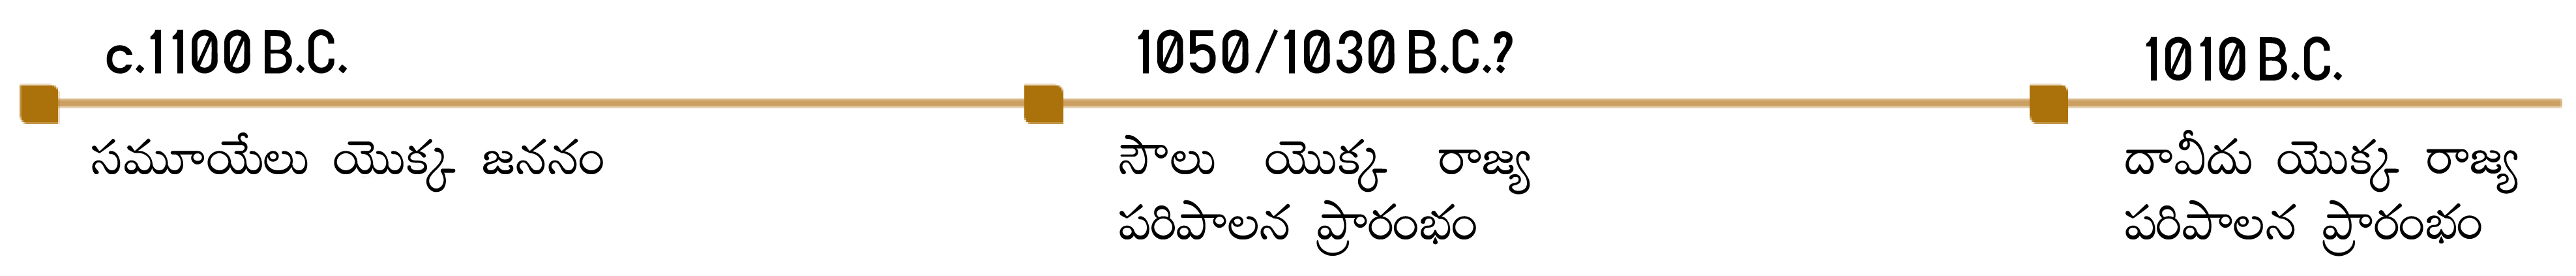 c.1100 B.C.
1050/1030 B.C.?
1010 B.C.
సమూయేలు యొక్క జననం
సౌలు యొక్క రాజ్య
పరిపాలన ప్రారంభం
దావీదు యొక్క రాజ్య
పరిపాలన ప్రారంభం